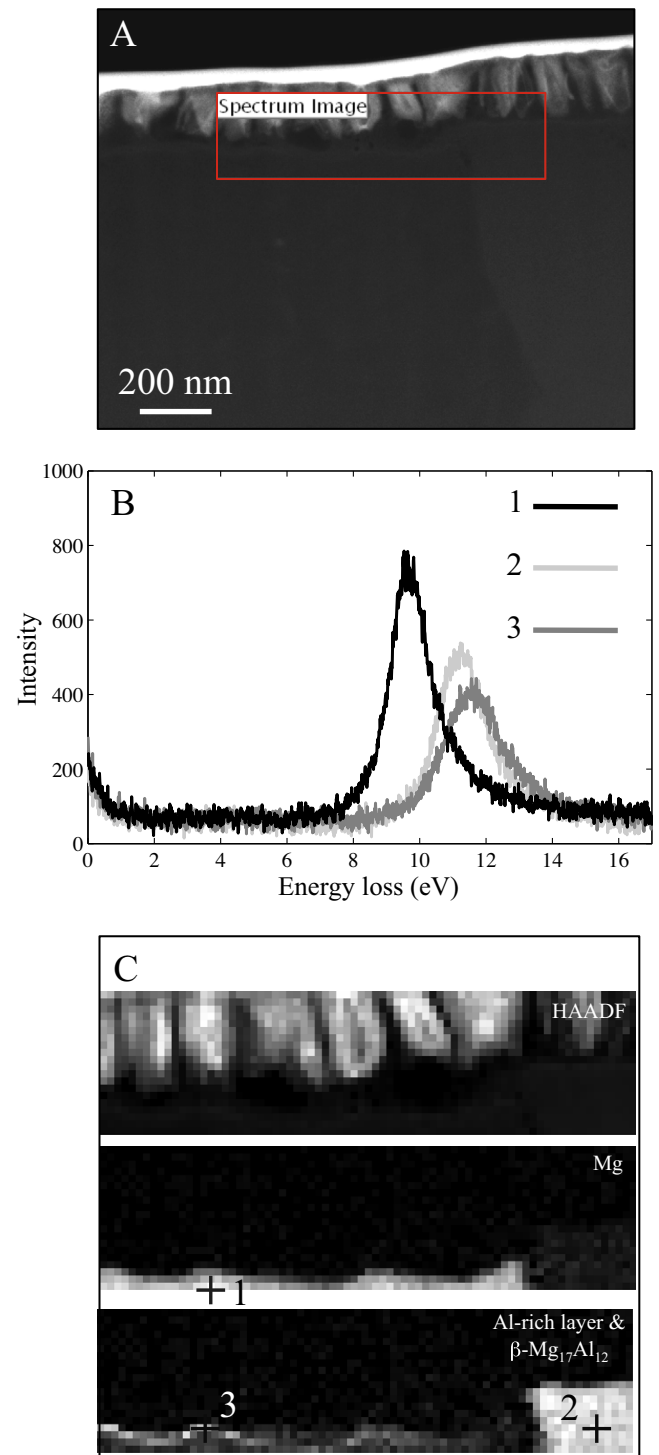 A
Spectrum Image
200 nm
B
1000
800
600
400
200
0
Intensity
0 2 4 6 8 10 12 14 16
Energy loss (eV)
1
2
3
C
HAADF
Mg
1
Al-rich layer &
β-Mg₁₇Al₁₂
3
2